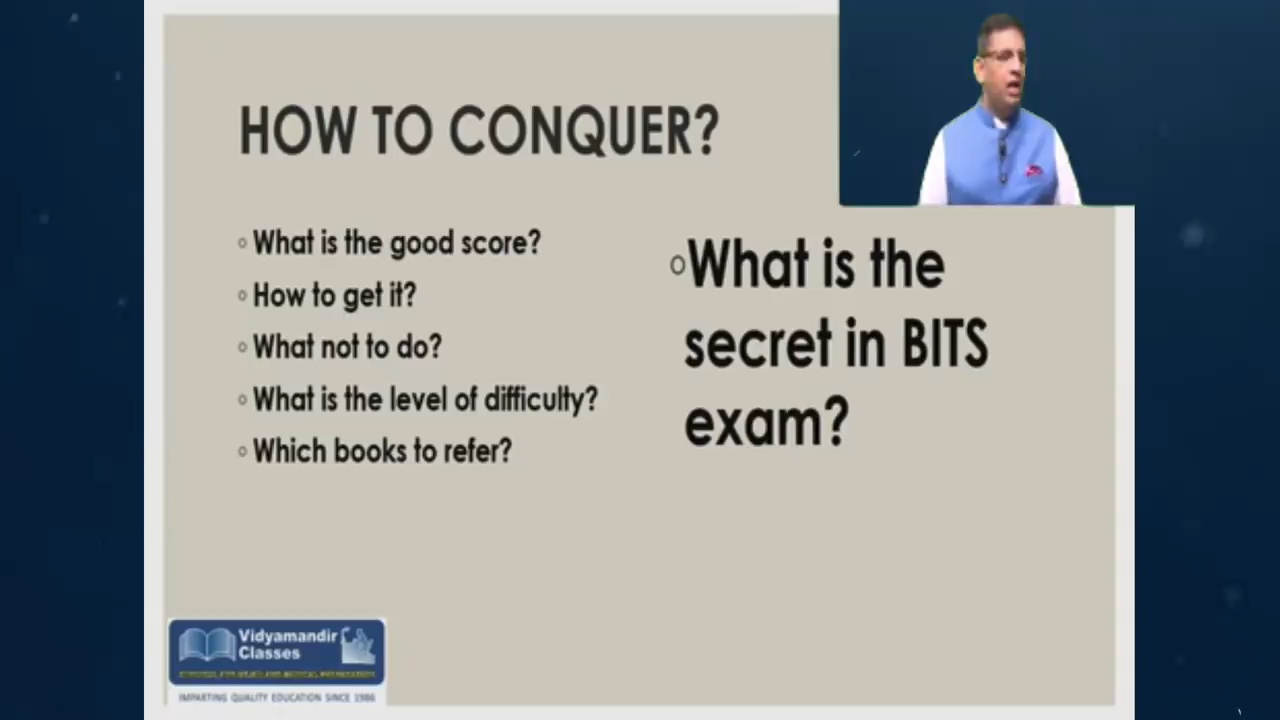 HOW TO CONQUER?
What is the good score?
How to get it?
What not to do?
What is the level of difficulty?
Which books to refer?
What is the
secret in BITS
exam?
Vidyamandir
Classes
IMPARTING QUALITY EDUCATION SINCE 1986